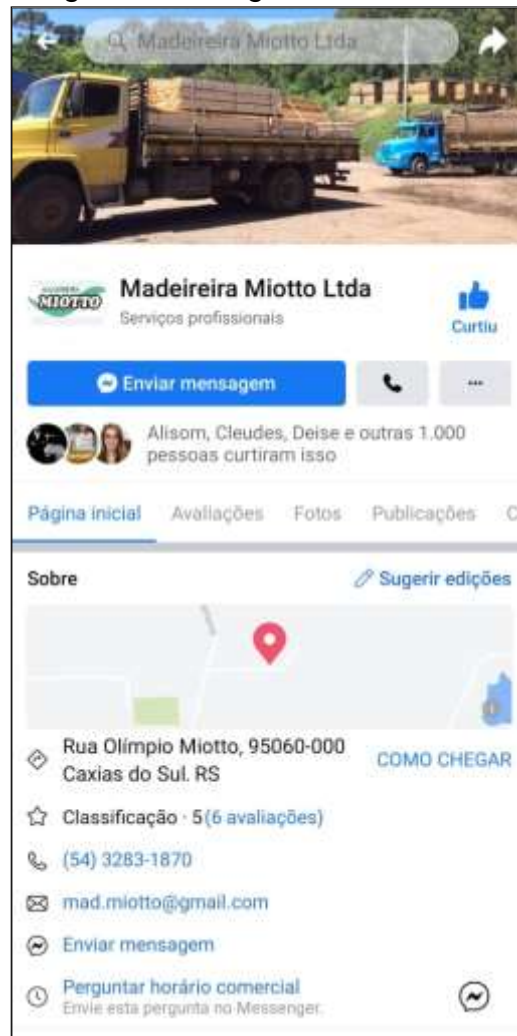 Madeireira Miotto Ltda
MIOTTO
Madeireira Miotto Ltda
Serviços profissionais
Curtiu
Enviar mensagem
Alisom, Cleudes, Deise e outras 1.000
pessoas curtiram isso
Página inicial Avaliações Fotos Publicações
Sobre
Sugerir edições
Rua Olímpio Miotto, 95060-000
Caxias do Sul. RS
COMO CHEGAR
Classificação · 5 (6 avaliações)
(54) 3283-1870
mad.miotto@gmail.com
Enviar mensagem
Perguntar horário comercial
Envie esta pergunta no Messenger.